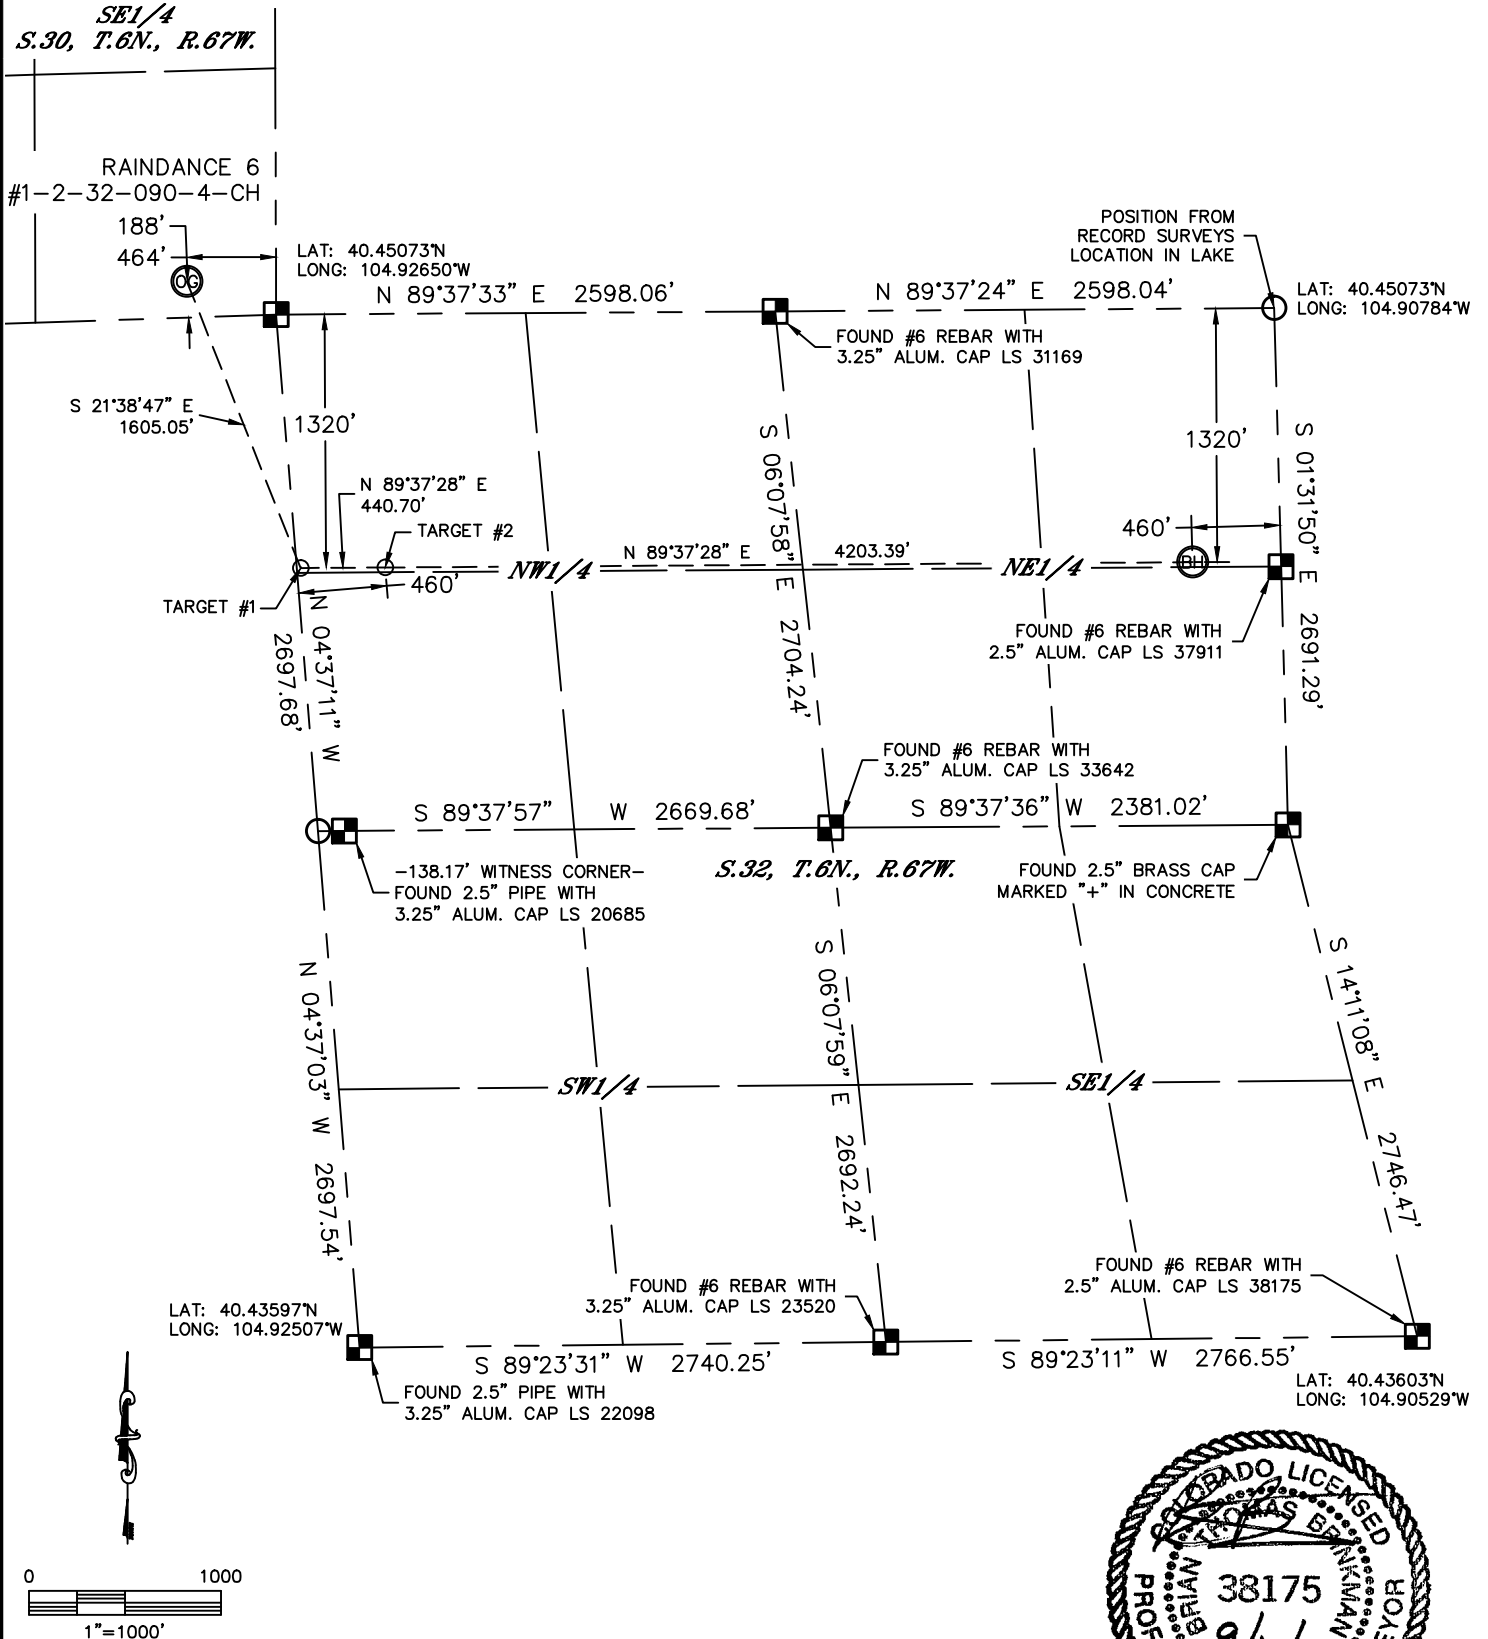 SE1/4
S.30, T.6N., R.67W.
RAINDANCE 6
#1-2-32-090-4-CH
188'
464'
OG
LAT: 40.45073°N
LONG: 104.92650°W
N 89°37'33" E 2598.06'
N 89°37'24" E 2598.04'
POSITION FROM
RECORD SURVEYS
LOCATION IN LAKE
LAT: 40.45073°N
LONG: 104.90784°W
FOUND #6 REBAR WITH
3.25" ALUM. CAP LS 31169
S 21°38'47" E
1605.05'
1320'
N 89°37'28" E
440.70'
TARGET #2
TARGET #1
460'
NW1/4
N 89°37'28" E 4203.39'
NE1/4
1320'
460'
BH
S 01°31'50" E 2691.29'
S 06°07'58" E 2704.24'
N 04°37'11" W
2697.68'
FOUND #6 REBAR WITH
2.5" ALUM. CAP LS 37911
FOUND #6 REBAR WITH
3.25" ALUM. CAP LS 33642
S 89°37'57" W 2669.68'
S 89°37'36" W 2381.02'
S.32, T.6N., R.67W.
-138.17' WITNESS CORNER-
FOUND 2.5" PIPE WITH
3.25" ALUM. CAP LS 20685
FOUND 2.5" BRASS CAP
MARKED "+" IN CONCRETE
N 04°37'03" W 2697.54'
S 06°07'59" E 2692.24'
S 14°11'08" E 2746.47'
SW1/4
SE1/4
FOUND #6 REBAR WITH
3.25" ALUM. CAP LS 23520
FOUND #6 REBAR WITH
2.5" ALUM. CAP LS 38175
LAT: 40.43597°N
LONG: 104.92507°W
S 89°23'31" W 2740.25'
S 89°23'11" W 2766.55'
FOUND 2.5" PIPE WITH
3.25" ALUM. CAP LS 22098
LAT: 40.43603°N
LONG: 104.90529°W
0 1000
1"=1000'
COLORADO LICENSED
BRIAN THOMAS BRINKMANN
38175